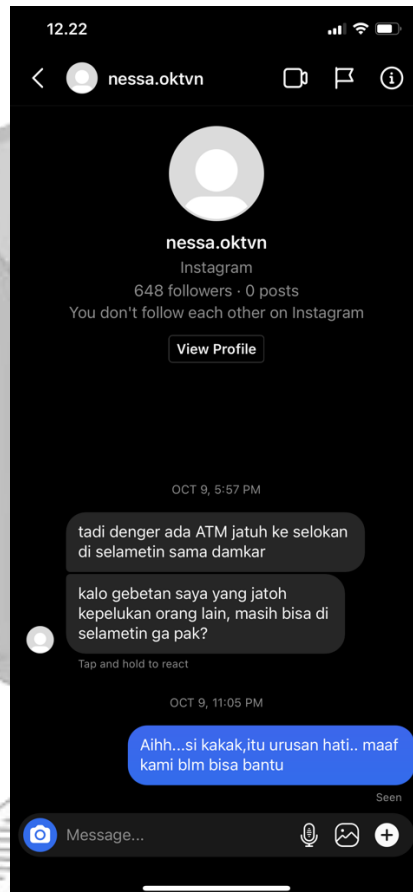 12.22
nessa.oktvn
nessa.oktvn
Instagram
648 followers · 0 posts
You don't follow each other on Instagram
View Profile
OCT 9, 5:57 PM
tadi denger ada ATM jatuh ke selokan
di selametin sama damkar
kalo gebetan saya yang jatoh
kepelukan orang lain, masih bisa di
selametin ga pak?
Tap and hold to react
OCT 9, 11:05 PM
Aihh...si kakak,itu urusan hati.. maaf
kami blm bisa bantu
Seen
Message...